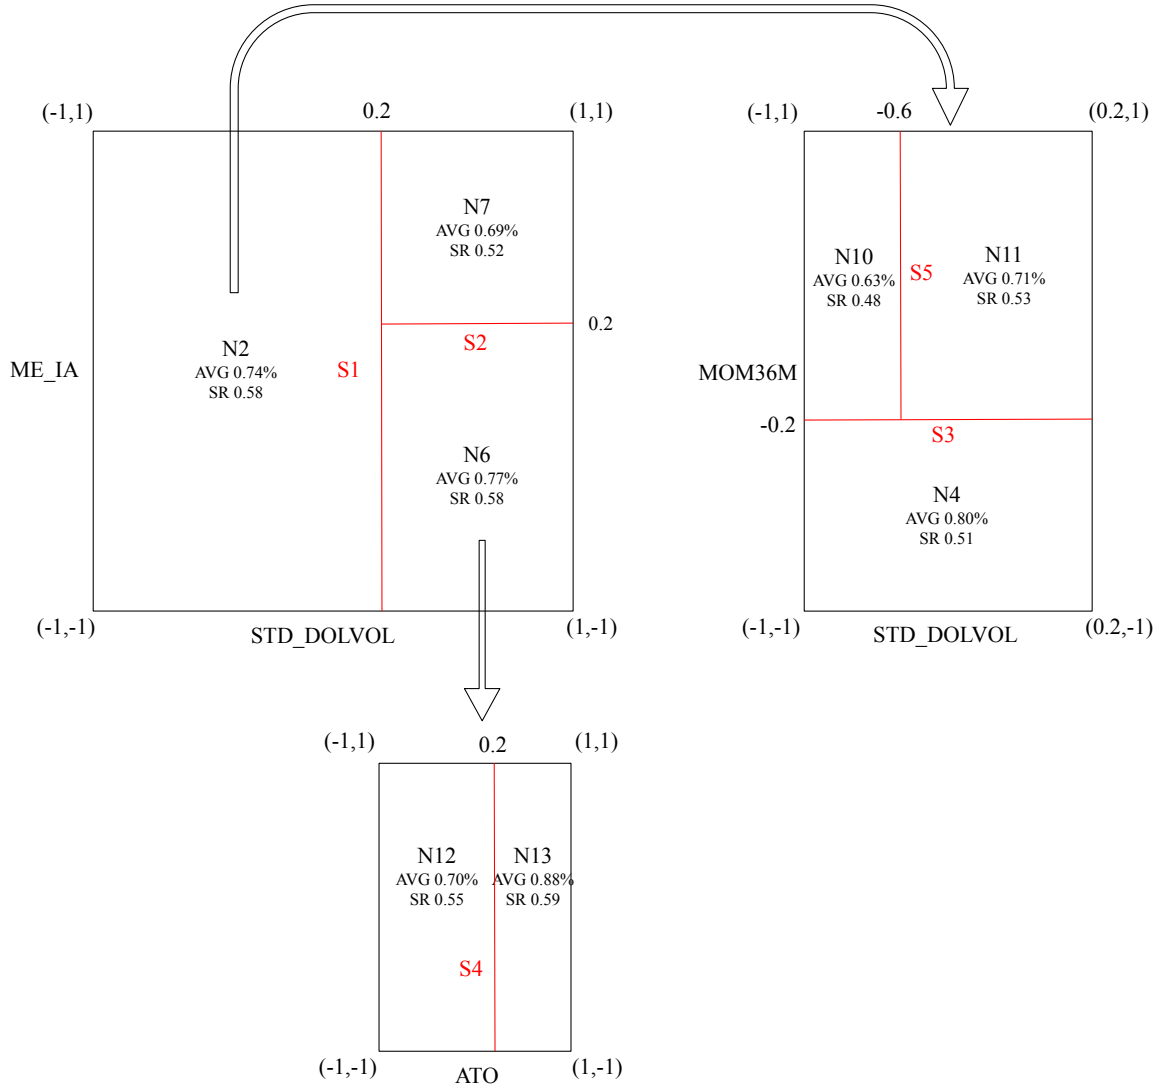 (-1,1)
0.2
(1,1)
(-1,1)
-0.6
(0.2,1)
N7
AVG 0.69%
SR 0.52
N10
AVG 0.63%
SR 0.48
S5
N11
AVG 0.71%
SR 0.53
0.2
S2
ME_IA
N2
AVG 0.74%
SR 0.58
S1
MOM36M
-0.2
S3
N6
AVG 0.77%
SR 0.58
N4
AVG 0.80%
SR 0.51
(-1,-1)
STD_DOLVOL
(1,-1)
(-1,-1)
STD_DOLVOL
(0.2,-1)
(-1,1)
0.2
(1,1)
N12
AVG 0.70%
SR 0.55
N13
AVG 0.88%
SR 0.59
S4
(-1,-1)
ATO
(1,-1)